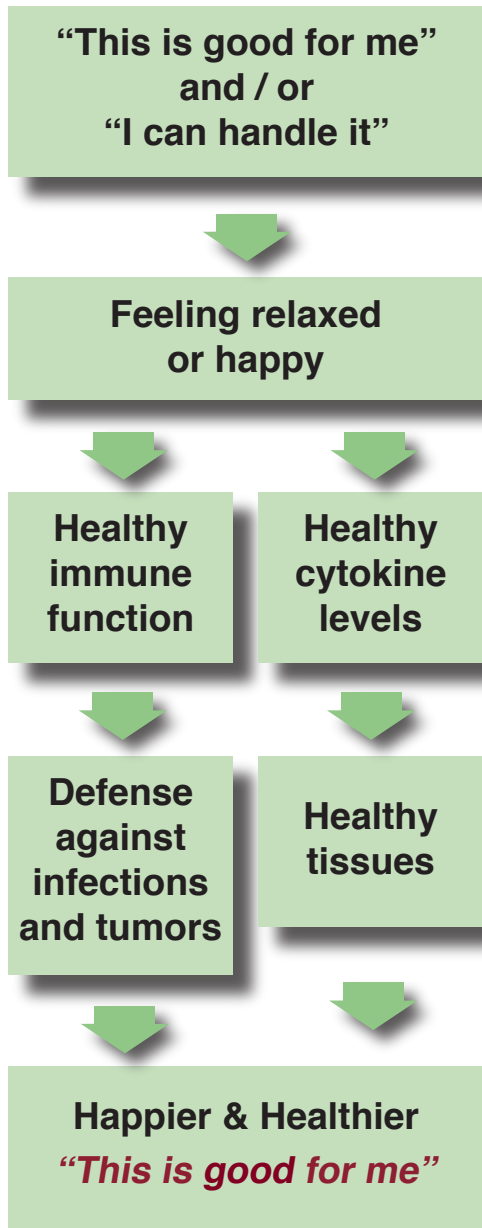 “This is good for me”
and / or
“I can handle it”
Feeling relaxed
or happy
Healthy
immune
function
Healthy
cytokine
levels
Defense
against
infections
and tumors
Healthy
tissues
Happier & Healthier
“This is good for me”